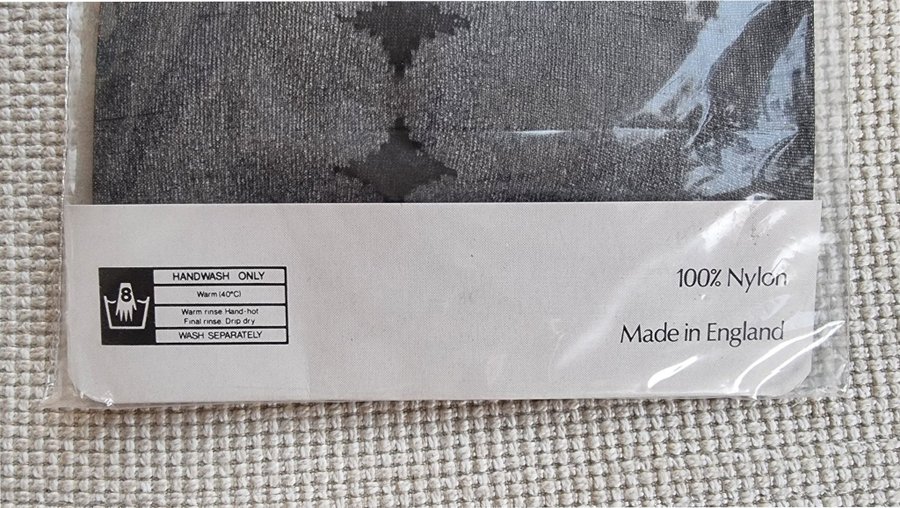 8
HANDWASH ONLY
Warm (40°C)
Warm rinse Hand-hot
Final rinse. Drip dry
WASH SEPARATELY
100% Nylon
Made in England